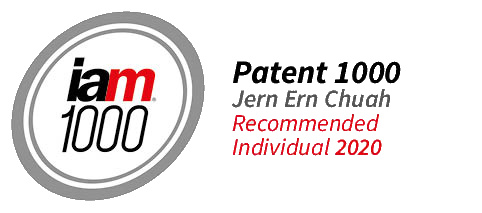 iam
1000
Patent 1000
Jern Ern Chuah
Recommended
Individual 2020